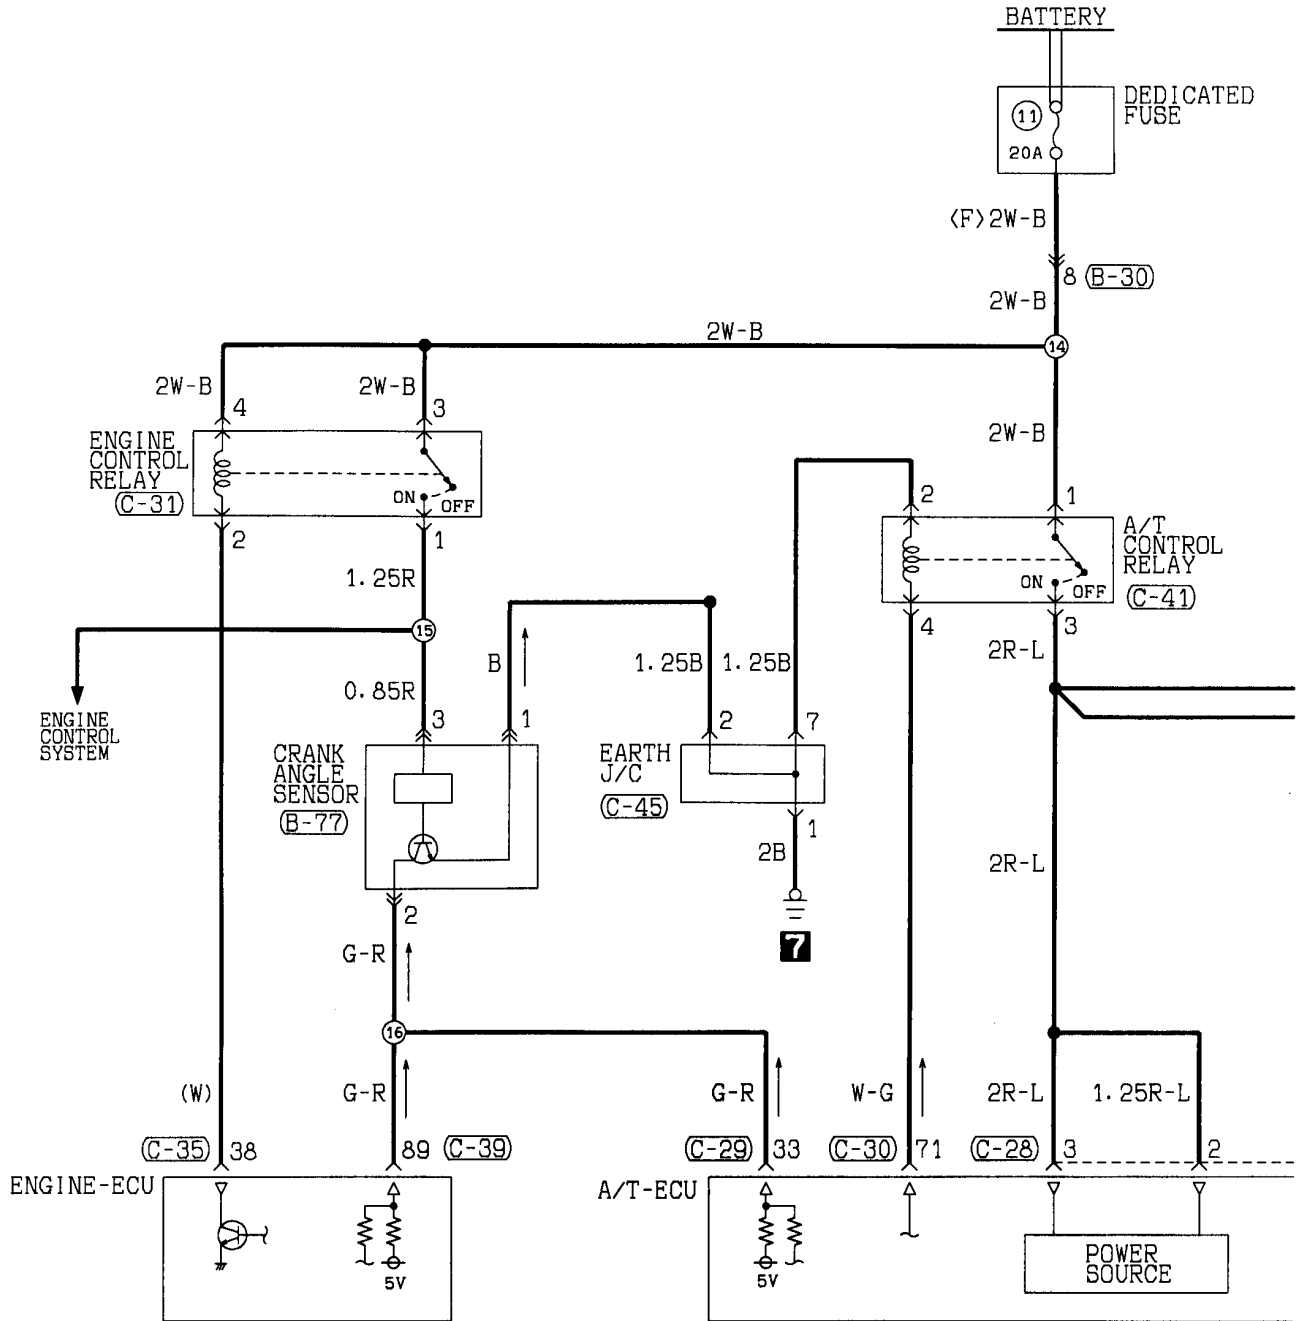 BATTERY
DEDICATED
FUSE
11
20A
<F>2W-B
8 B-30
2W-B
2W-B
14
2W-B
2W-B
4
3
2W-B
ENGINE
CONTROL
RELAY
C-31
ON
OFF
2
1
2
1
A/T
CONTROL
RELAY
C-41
ON
OFF
1.25R
4
3
15
B
1.25B
1.25B
2R-L
0.85R
ENGINE
CONTROL
SYSTEM
3
1
2
7
CRANK
ANGLE
SENSOR
B-77
EARTH
J/C
C-45
1
2B
2R-L
2
7
G-R
16
(W)
G-R
G-R
W-G
2R-L
1.25R-L
C-35 38
89 C-39
C-29 33
C-30 71
C-28 3
2
ENGINE-ECU
A/T-ECU
5V
5V
POWER
SOURCE